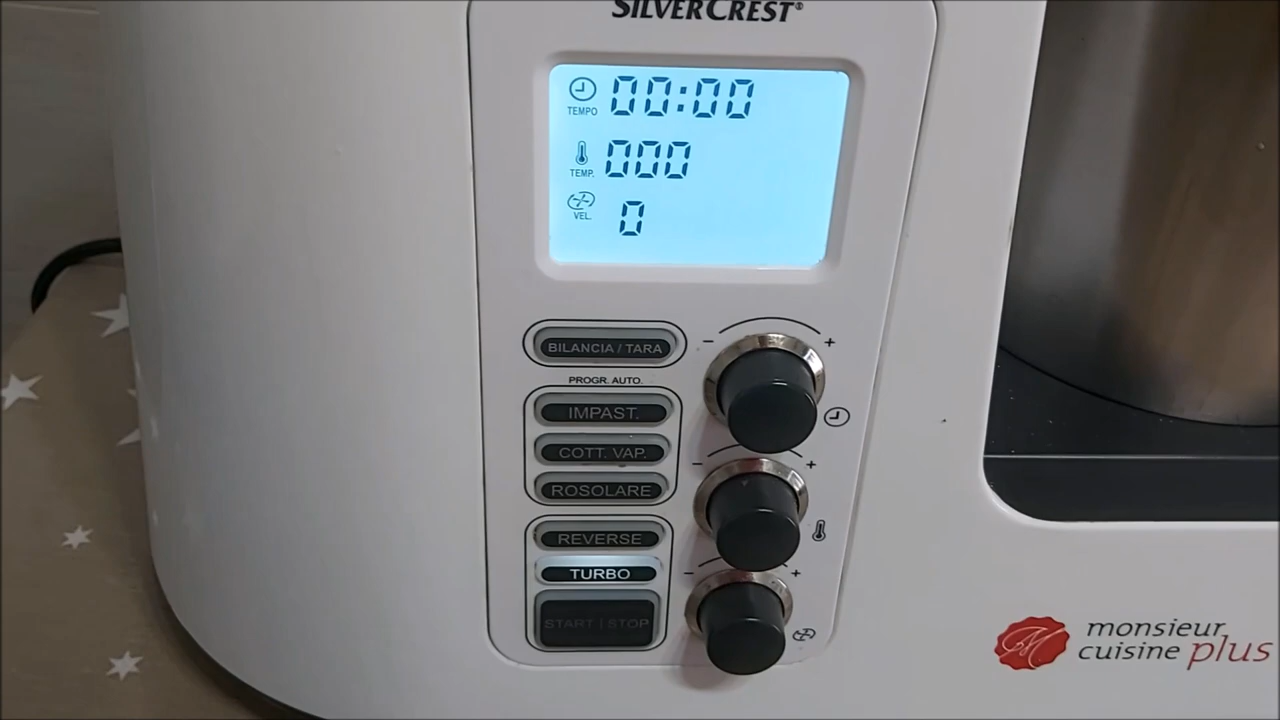 SILVERCREST®
TEMPO 00:00
TEMP. 000
VEL. 0
BILANCIA / TARA
- +
PROGR. AUTO.
IMPAST.
COTT. VAP.
- +
ROSOLARE
REVERSE
TURBO
- +
START | STOP
monsieur
cuisine plus